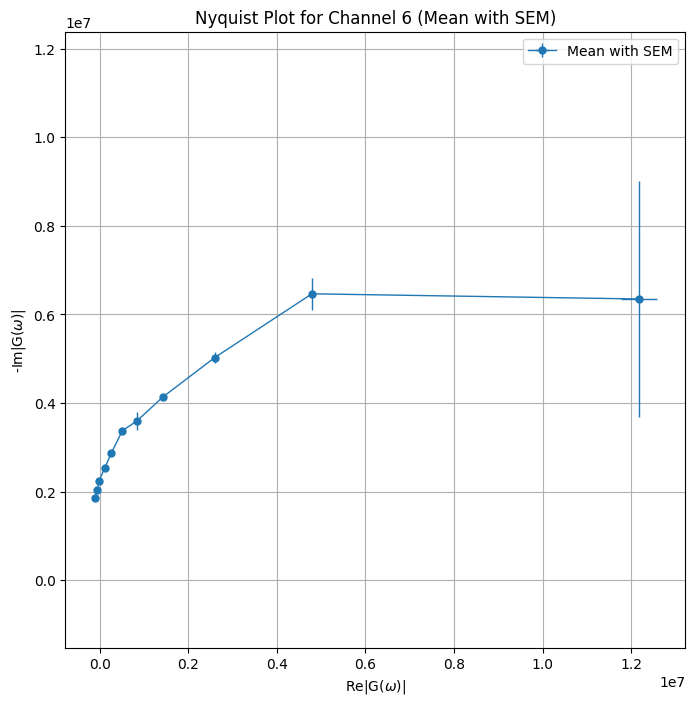 Nyquist Plot for Channel 6 (Mean with SEM)
1e7
Mean with SEM
1.2
1.0
0.8
0.6
0.4
0.2
0.0
-Im|G(ω)|
0.0 0.2 0.4 0.6 0.8 1.0 1.2
1e7
Re|G(ω)|